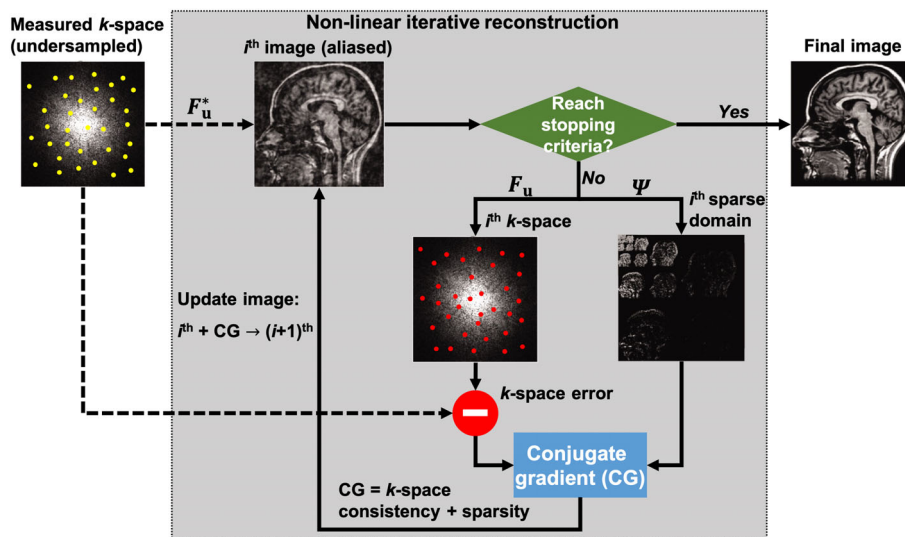 Non-linear iterative reconstruction
Measured k-space
(undersampled)
iᵗʰ image (aliased)
Final image
F*ᵤ
Reach
stopping
criteria?
Yes
No
Fᵤ
Ψ
iᵗʰ k-space
iᵗʰ sparse
domain
Update image:
iᵗʰ + CG → (i+1)ᵗʰ
k-space error
Conjugate
gradient (CG)
CG = k-space
consistency + sparsity